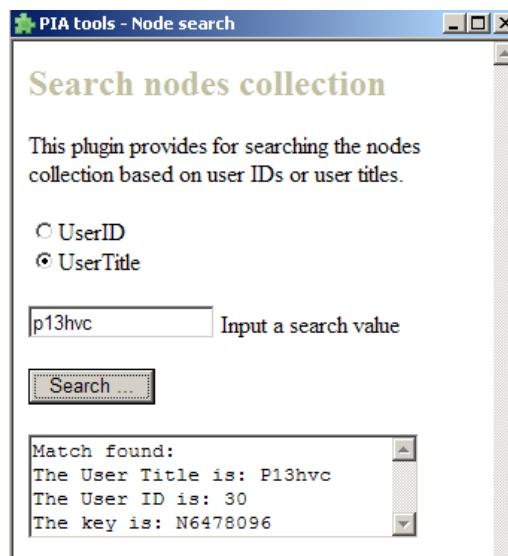 PIA tools - Node search
Search nodes collection
This plugin provides for searching the nodes
collection based on user IDs or user titles.
UserID
UserTitle
p13hvc Input a search value
Search ...
Match found:
The User Title is: P13hvc
The User ID is: 30
The key is: N6478096